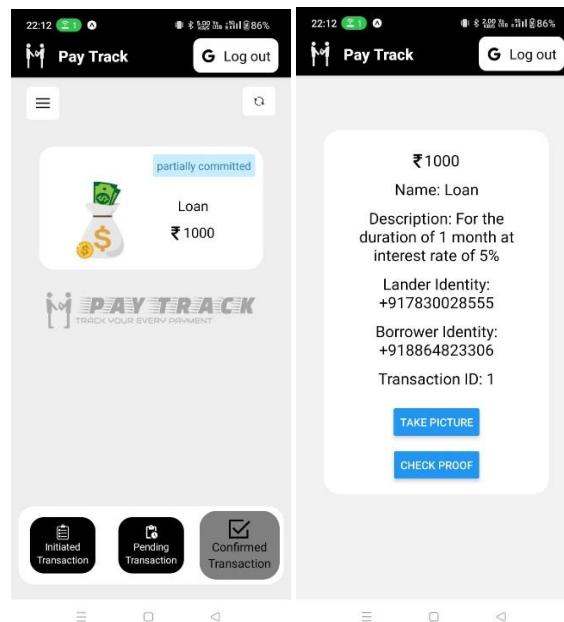 22:12
86%
Pay Track
G Log out
partially committed
Loan
₹ 1000
PAY TRACK
TRACK YOUR EVERY PAYMENT
Initiated
Transaction
Pending
Transaction
Confirmed
Transaction
22:12
86%
Pay Track
G Log out
₹1000
Name: Loan
Description: For the
duration of 1 month at
interest rate of 5%
Lander Identity:
+917830028555
Borrower Identity:
+918864823306
Transaction ID: 1
TAKE PICTURE
CHECK PROOF